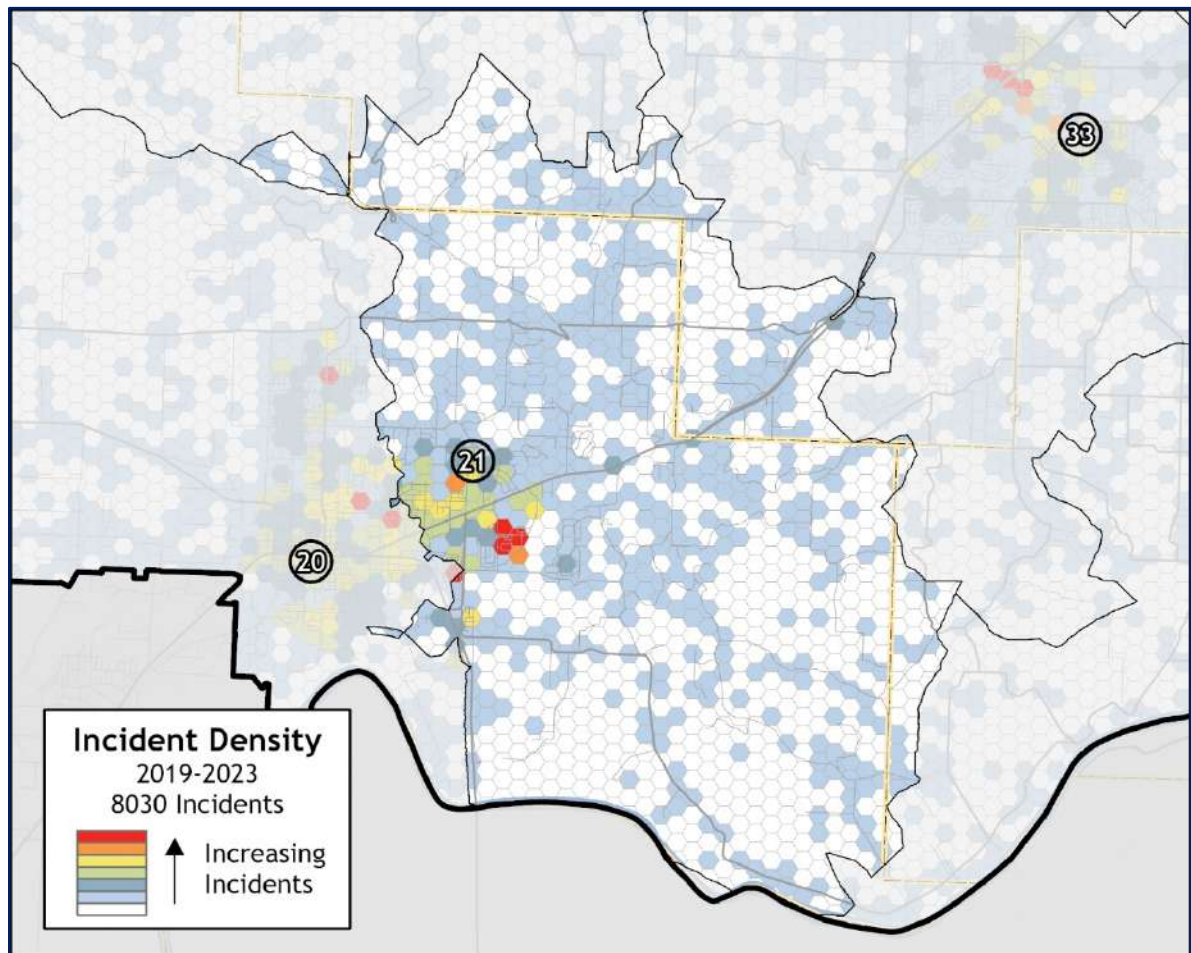 33
21
20
Incident Density
2019-2023
8030 Incidents
Increasing
Incidents